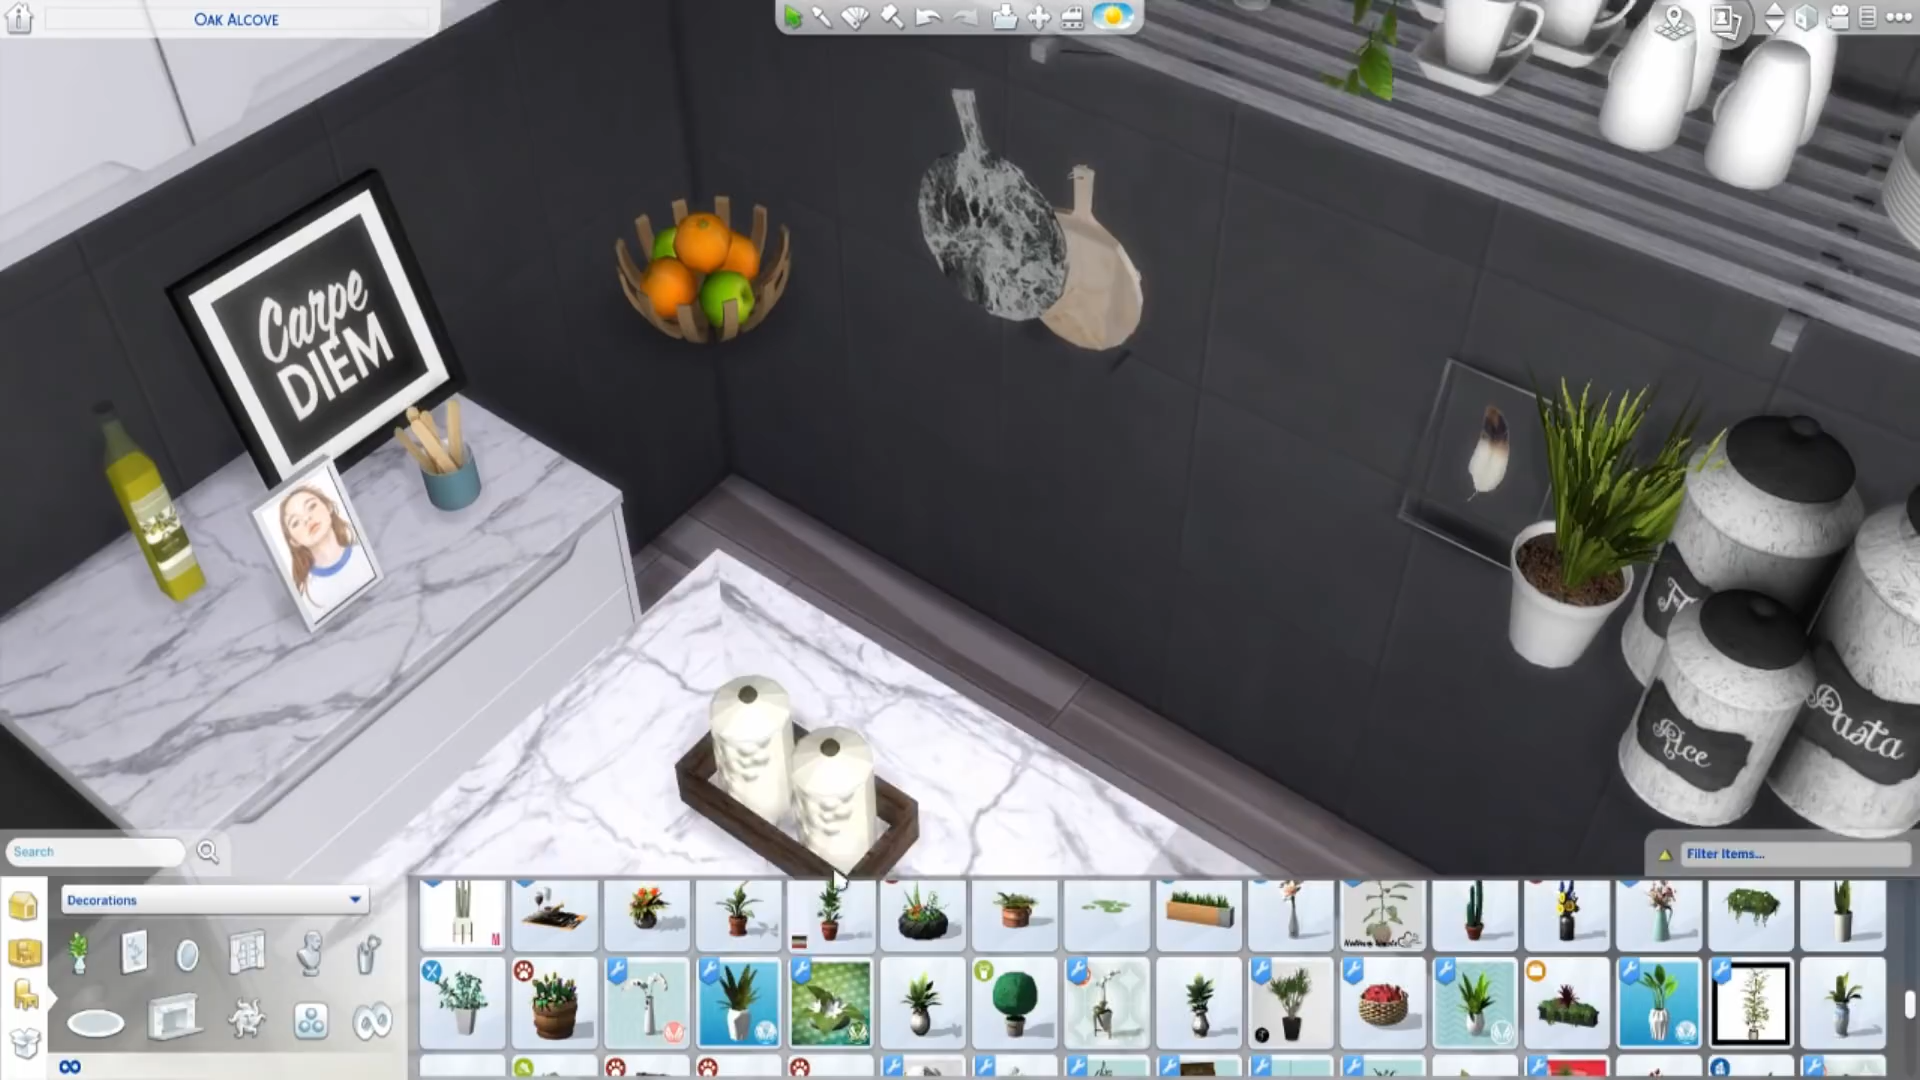 Oak Alcove
Carpe
DIEM
Rice
Pasta
Search
Filter Items...
Decorations
M